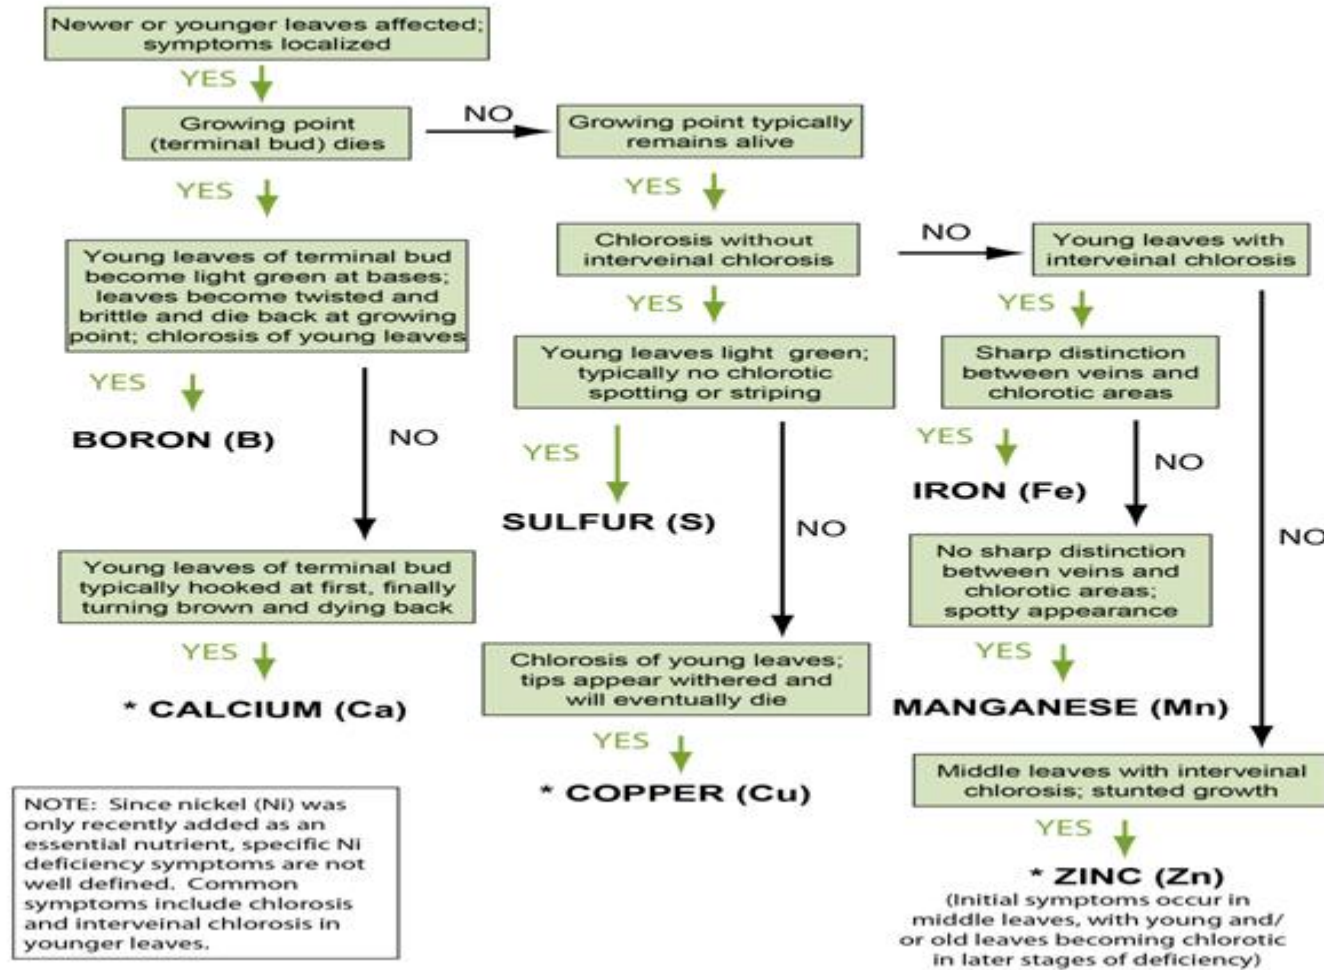 Newer or younger leaves affected;
symptoms localized
YES
Growing point
(terminal bud) dies
NO
Growing point typically
remains alive
YES
YES
Young leaves of terminal bud
become light green at bases;
leaves become twisted and
brittle and die back at growing
point; chlorosis of young leaves
Chlorosis without
interveinal chlorosis
NO
Young leaves with
interveinal chlorosis
YES
YES
YES
BORON (B)
NO
Young leaves light green;
typically no chlorotic
spotting or striping
Sharp distinction
between veins and
chlorotic areas
YES
SULFUR (S)
NO
YES
IRON (Fe)
NO
NO
Young leaves of terminal bud
typically hooked at first, finally
turning brown and dying back
No sharp distinction
between veins and
chlorotic areas;
spotty appearance
YES
* CALCIUM (Ca)
Chlorosis of young leaves;
tips appear withered and
will eventually die
YES
MANGANESE (Mn)
YES
* COPPER (Cu)
Middle leaves with interveinal
chlorosis; stunted growth
YES
* ZINC (Zn)
(Initial symptoms occur in
middle leaves, with young and/
or old leaves becoming chlorotic
in later stages of deficiency)
NOTE: Since nickel (Ni) was
only recently added as an
essential nutrient, specific Ni
deficiency symptoms are not
well defined. Common
symptoms include chlorosis
and interveinal chlorosis in
younger leaves.